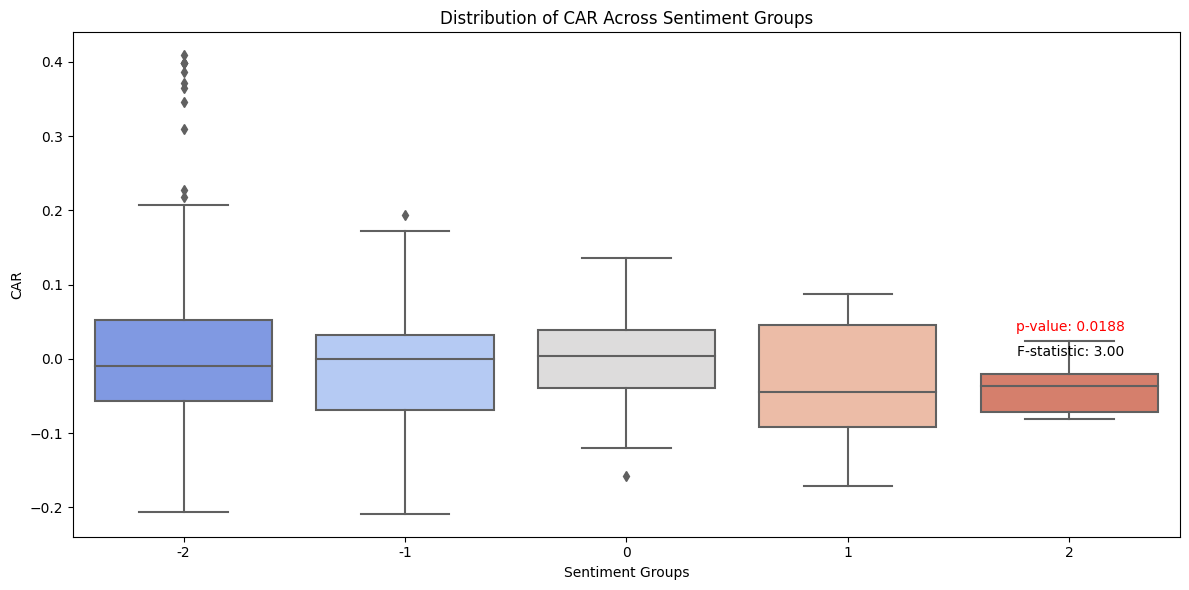 Distribution of CAR Across Sentiment Groups
CAR
0.4
0.3
0.2
0.1
0.0
−0.1
−0.2
p-value: 0.0188
F-statistic: 3.00
-2
-1
0
1
2
Sentiment Groups